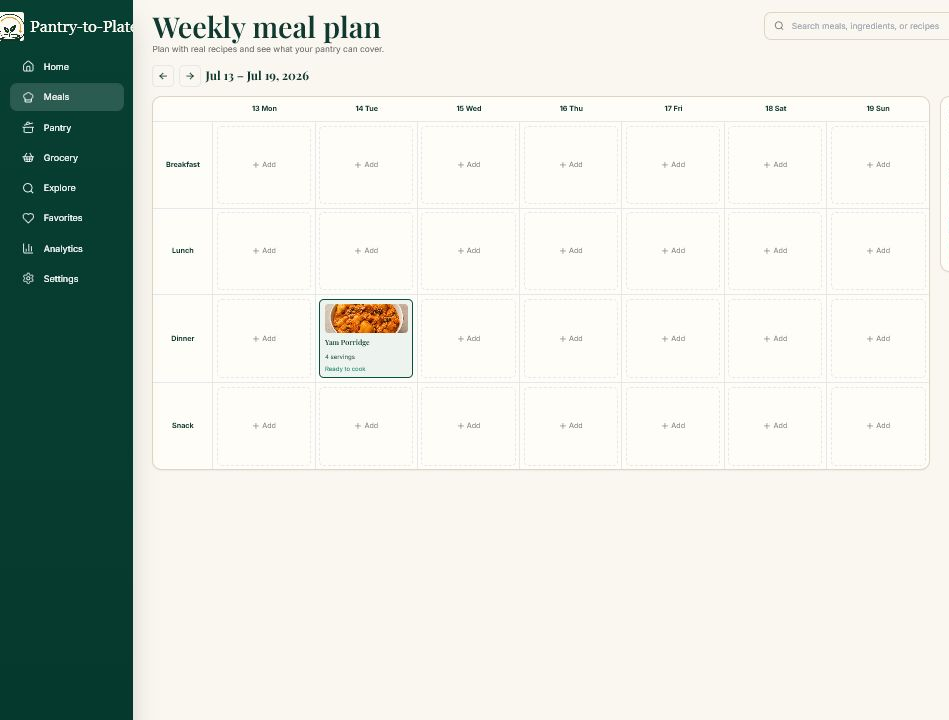 Pantry-to-Plate
Home
Meals
Pantry
Grocery
Explore
Favorites
Analytics
Settings
Weekly meal plan
Plan with real recipes and see what your pantry can cover.
Search meals, ingredients, or recipes
Jul 13 – Jul 19, 2026
13 Mon 14 Tue 15 Wed 16 Thu 17 Fri 18 Sat 19 Sun
Breakfast + Add + Add + Add + Add + Add + Add + Add
Lunch + Add + Add + Add + Add + Add + Add + Add
Dinner + Add + Add + Add + Add + Add + Add
Yam Porridge
4 servings
Ready to cook
Snack + Add + Add + Add + Add + Add + Add + Add